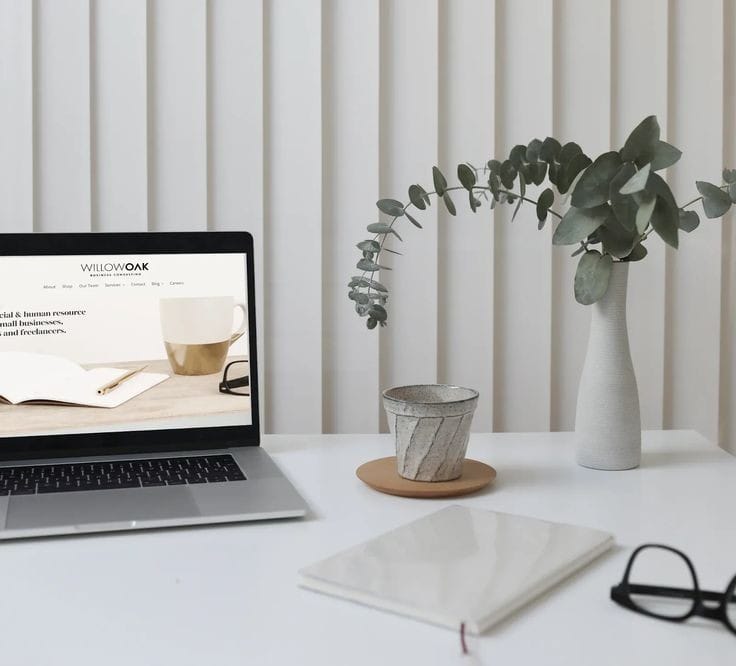 WILLOWOAK
BUSINESS CONSULTING
About Shop Our Team Services Contact Blog Careers
cial & human resource
mall businesses,
s and freelancers.